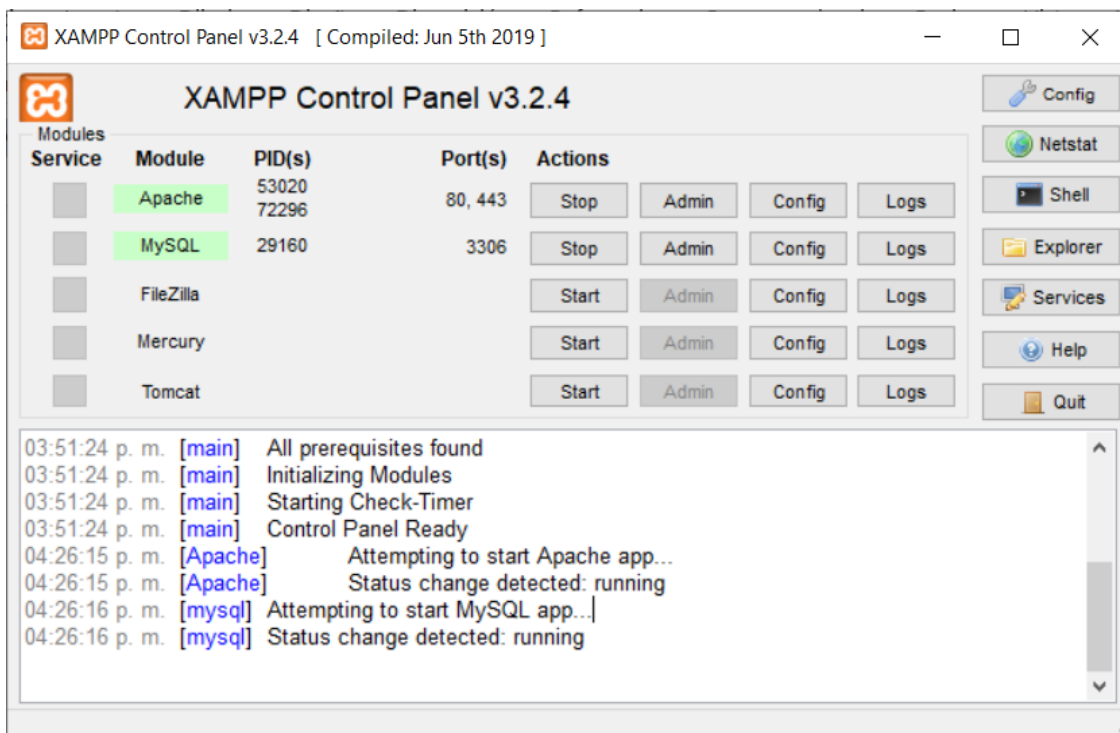 XAMPP Control Panel v3.2.4 [ Compiled: Jun 5th 2019 ]
XAMPP Control Panel v3.2.4
Config
Modules
Service Module PID(s) Port(s) Actions
Netstat
Apache 53020 72296 80, 443 Stop Admin Config Logs
Shell
MySQL 29160 3306 Stop Admin Config Logs
Explorer
FileZilla Start Admin Config Logs
Services
Mercury Start Admin Config Logs
Help
Tomcat Start Admin Config Logs
Quit
03:51:24 p. m. [main] All prerequisites found
03:51:24 p. m. [main] Initializing Modules
03:51:24 p. m. [main] Starting Check-Timer
03:51:24 p. m. [main] Control Panel Ready
04:26:15 p. m. [Apache] Attempting to start Apache app...
04:26:15 p. m. [Apache] Status change detected: running
04:26:16 p. m. [mysql] Attempting to start MySQL app...
04:26:16 p. m. [mysql] Status change detected: running